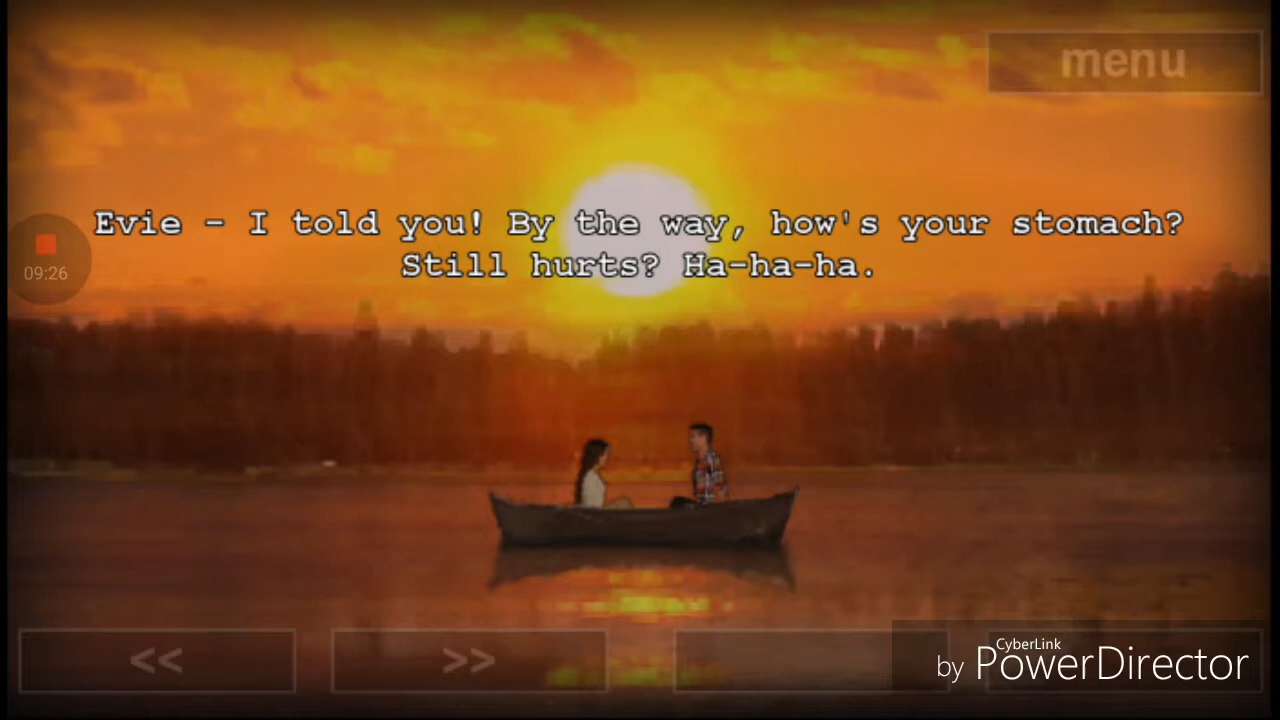 menu
Evie - I told you! By the way, how's your stomach?
Still hurts? Ha-ha-ha.
09:26
<<
>>
CyberLink
by PowerDirector